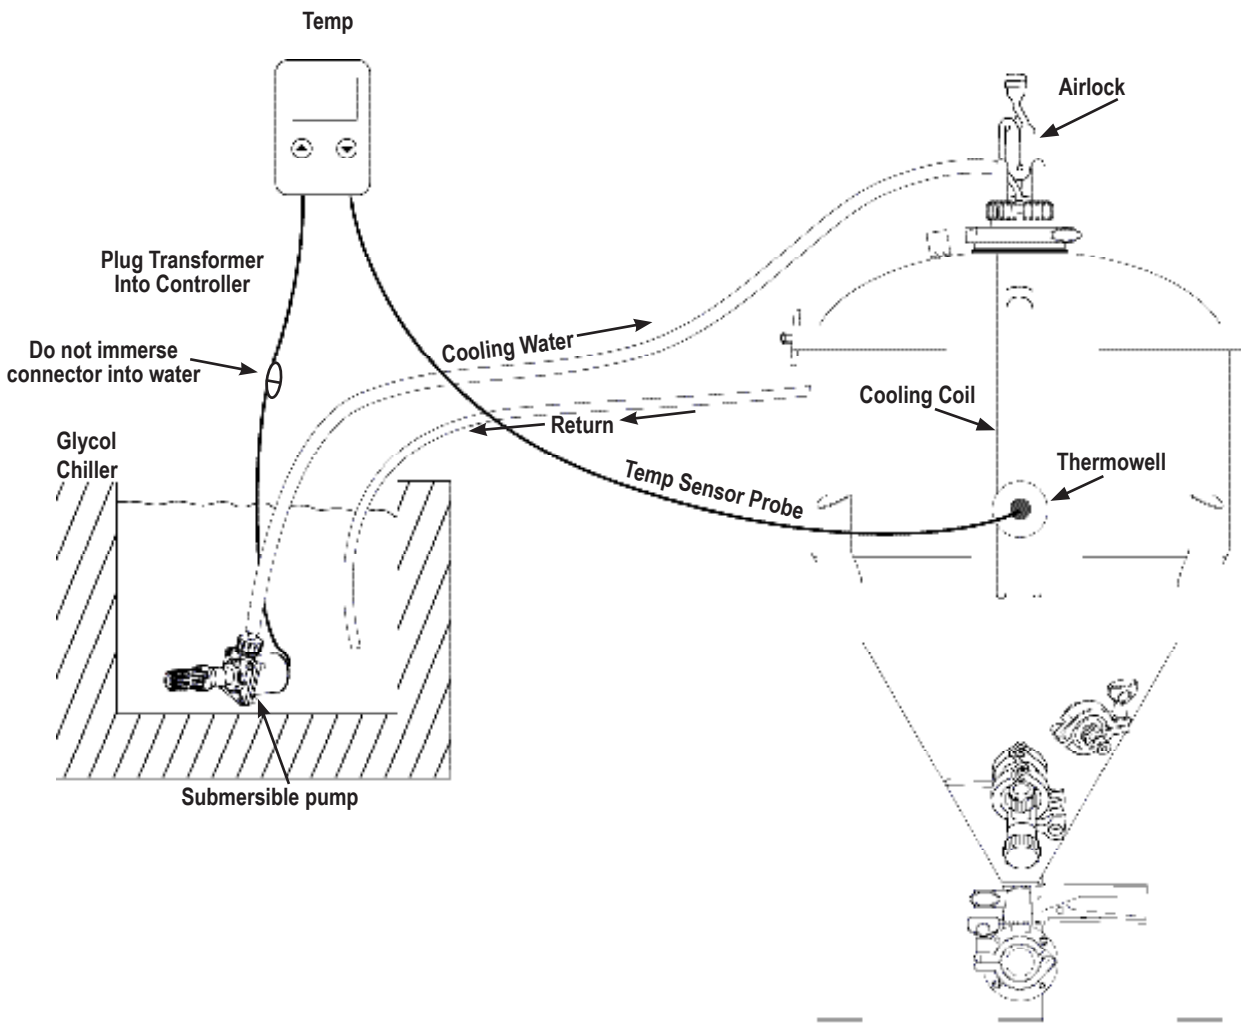 Temp
Airlock
Plug Transformer
Into Controller
Do not immerse
connector into water
Cooling Water
Cooling Coil
Return
Glycol
Chiller
Thermowell
Temp Sensor Probe
Submersible pump